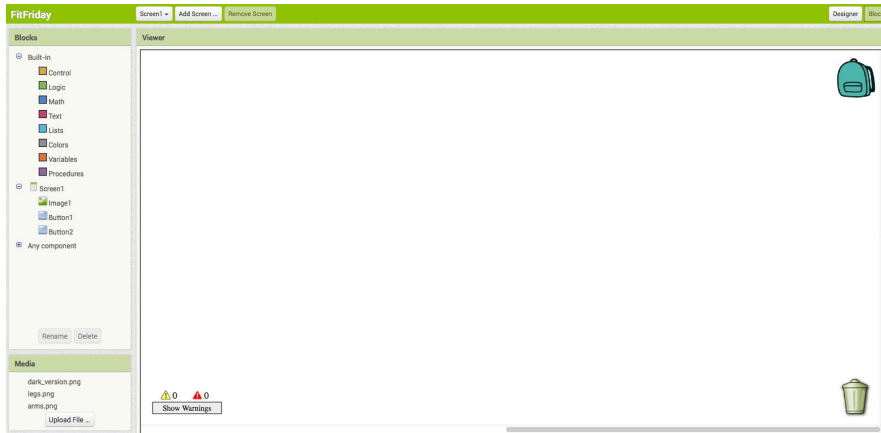 FitFriday
Screen1
Add Screen ...
Remove Screen
Designer
Blocks
Viewer
Built-in
Control
Logic
Math
Text
Lists
Colors
Variables
Procedures
Screen1
Image1
Button1
Button2
Any component
Rename
Delete
Media
dark_version.png
legs.png
arms.png
Upload File ...
0
0
Show Warnings